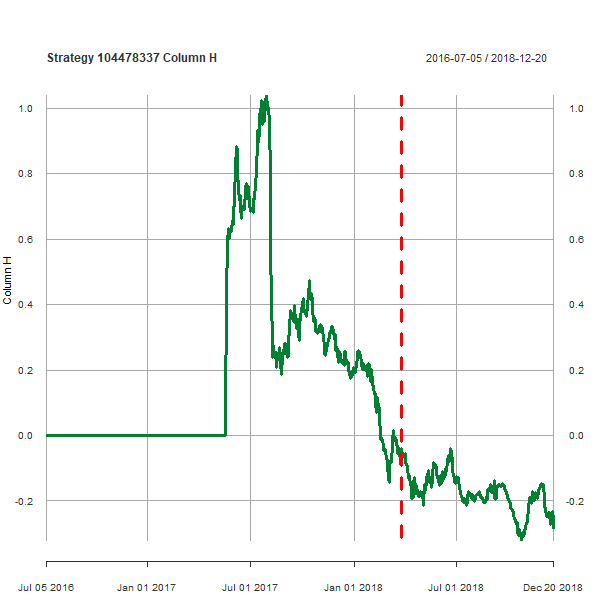 Strategy 104478337 Column H
2016-07-05 / 2018-12-20
1.0
1.0
0.8
0.8
0.6
0.6
Column H
0.4
0.4
0.2
0.2
0.0
0.0
-0.2
-0.2
Jul 05 2016
Jan 01 2017
Jul 01 2017
Jan 01 2018
Jul 01 2018
Dec 20 2018